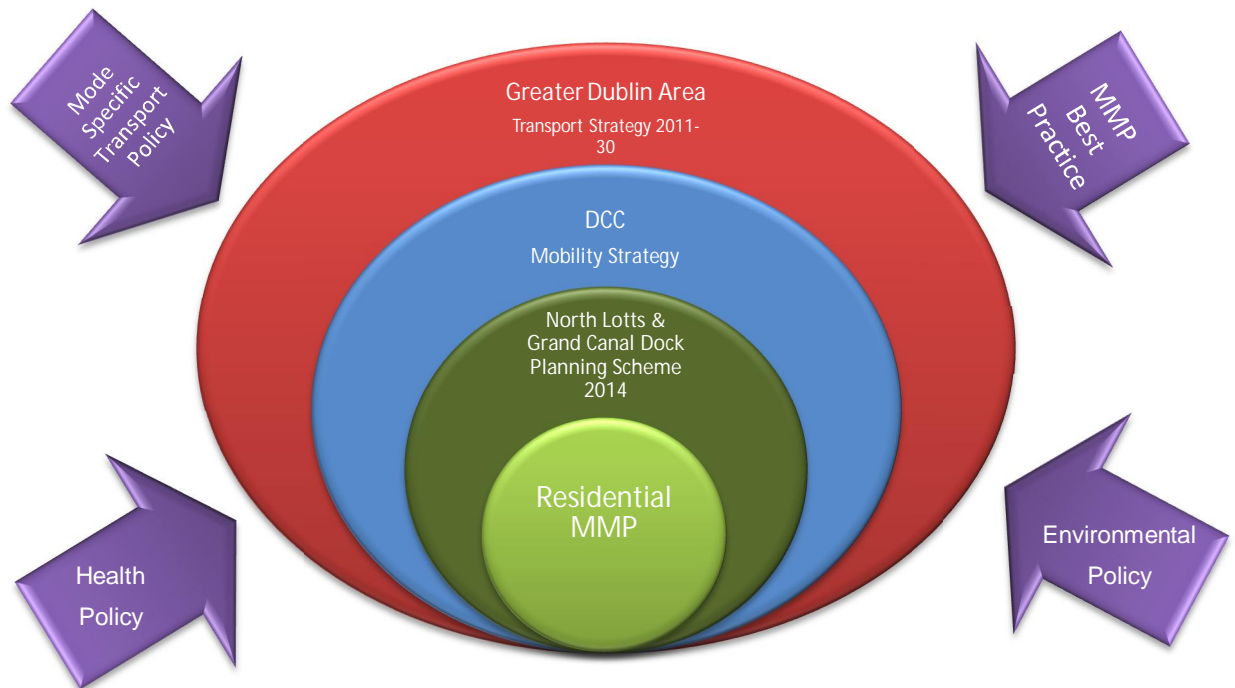 Mode
Specific
Transport
Policy
MMP
Best
Practice
Greater Dublin Area
Transport Strategy 2011-
30
DCC
Mobility Strategy
North Lotts &
Grand Canal Dock
Planning Scheme
2014
Residential
MMP
Health
Policy
Environmental
Policy